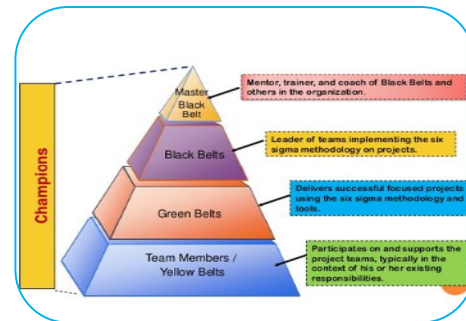 Champions
Master
Black
Belt
Mentor, trainer, and coach of Black Belts and
others in the organization.
Black Belts
Leader of teams implementing the six
sigma methodology on projects.
Green Belts
Delivers successful focused projects
using the six sigma methodology and
tools.
Team Members /
Yellow Belts
Participates on and supports the
project teams, typically in the
context of his or her existing
responsibilities.